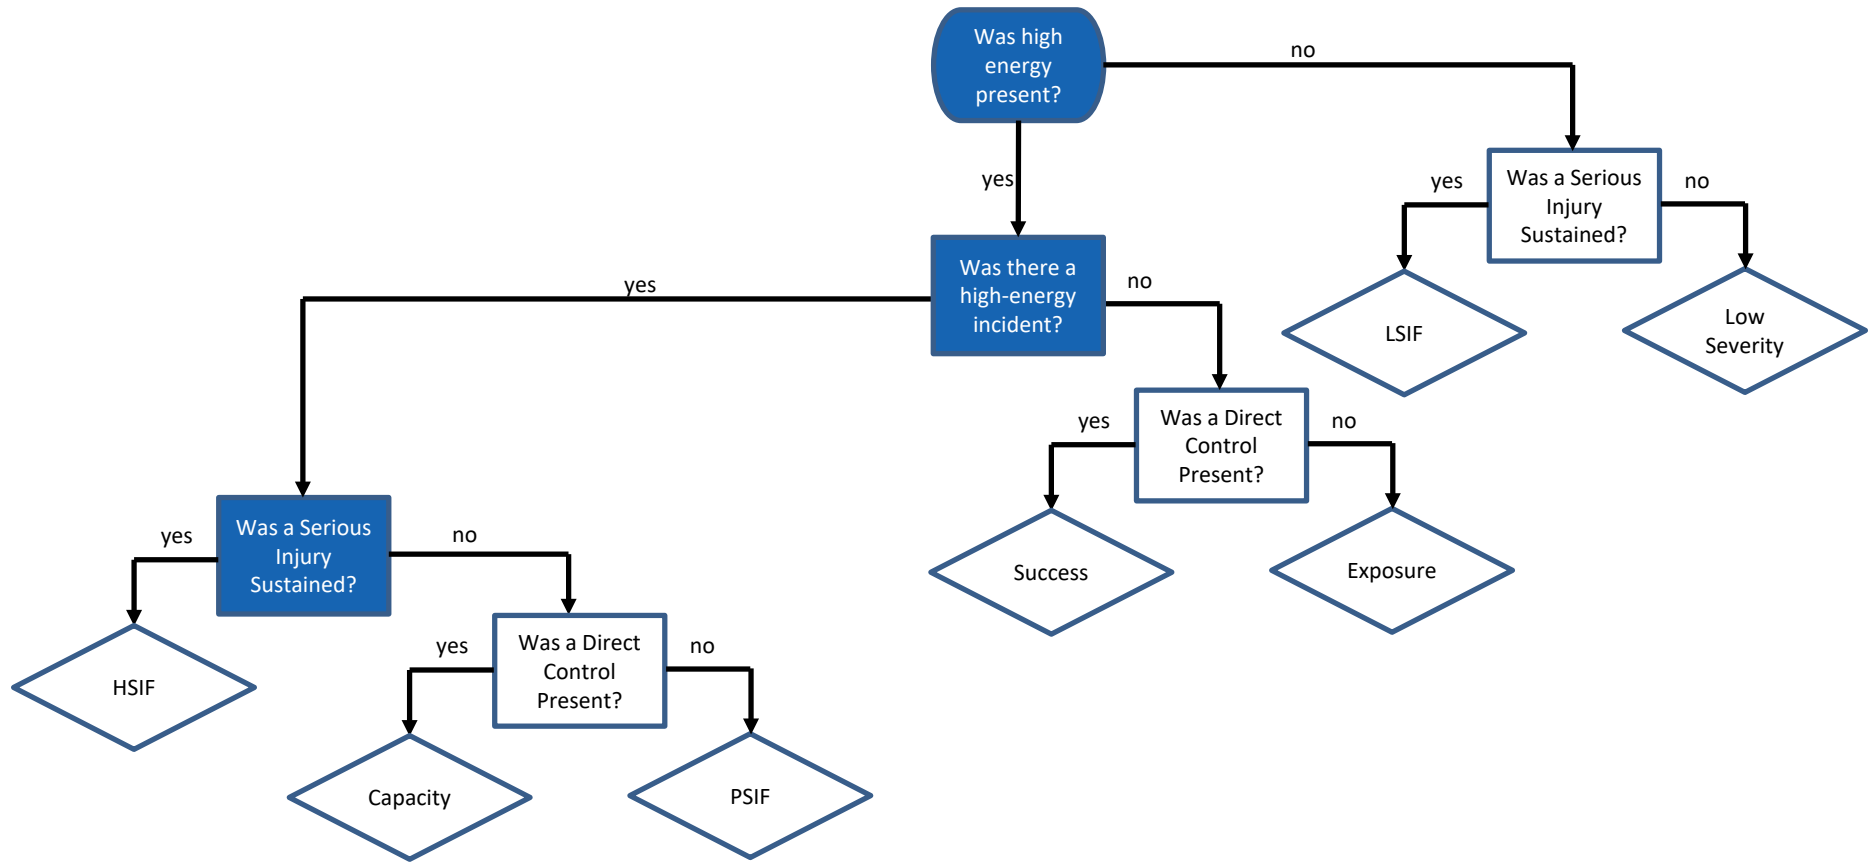 Was high
energy
present?
no
yes
Was a Serious
Injury
Sustained?
yes
no
LSIF
Low
Severity
Was there a
high-energy
incident?
yes
no
Was a Direct
Control
Present?
yes
no
Success
Exposure
Was a Serious
Injury
Sustained?
yes
no
HSIF
Was a Direct
Control
Present?
yes
no
Capacity
PSIF